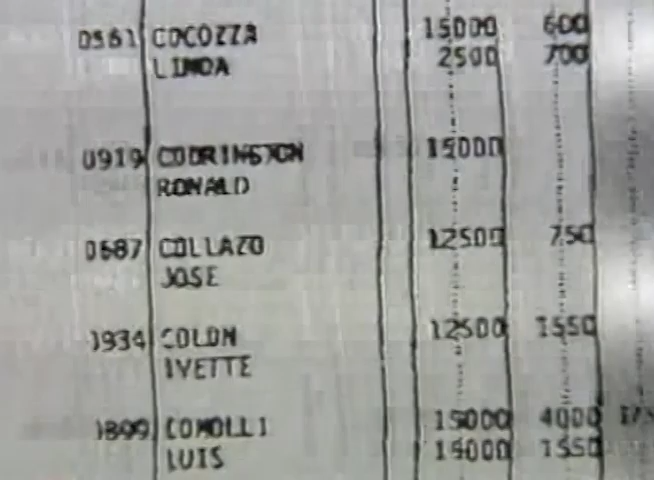 0561 COCOZZA 15000 600
LINDA 2500 700
0919 CODRINGTON 15000
RONALD
0687 COLLAZO 12500 750
JOSE
1934 COLON 12500 1550
IVETTE
1899 COMOLLI 15000 4000
LUIS 15000 1550